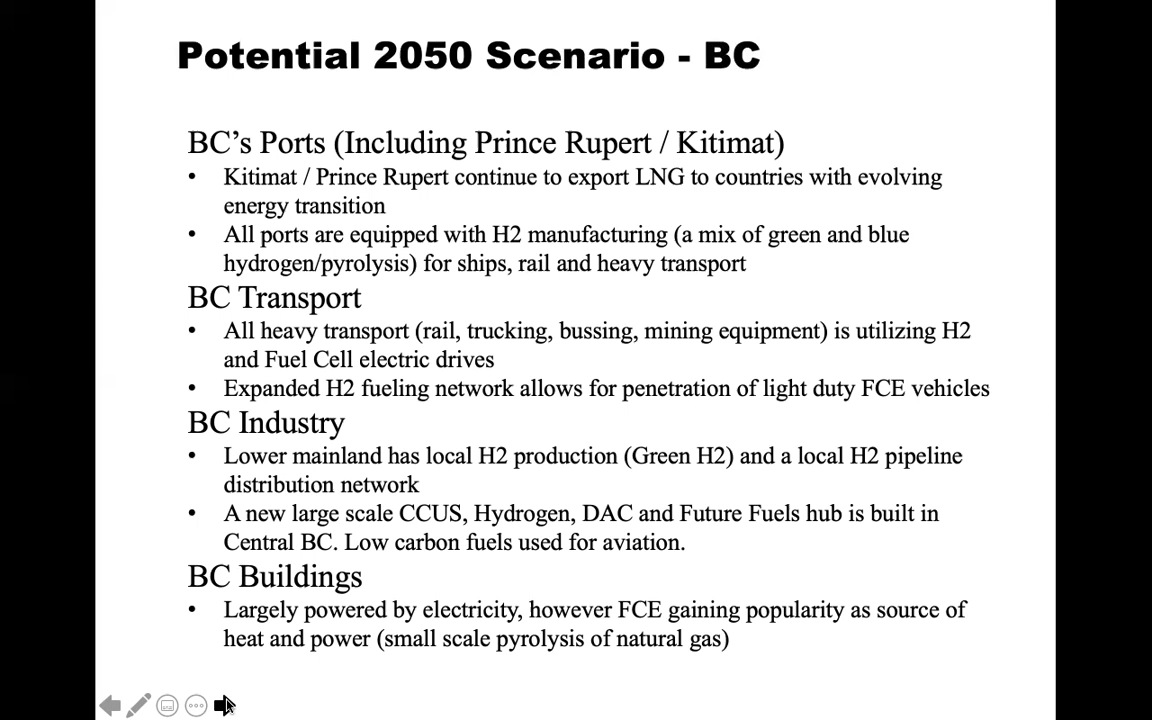 Potential 2050 Scenario - BC
BC’s Ports (Including Prince Rupert / Kitimat)
• Kitimat / Prince Rupert continue to export LNG to countries with evolving
energy transition
• All ports are equipped with H2 manufacturing (a mix of green and blue
hydrogen/pyrolysis) for ships, rail and heavy transport
BC Transport
• All heavy transport (rail, trucking, bussing, mining equipment) is utilizing H2
and Fuel Cell electric drives
• Expanded H2 fueling network allows for penetration of light duty FCE vehicles
BC Industry
• Lower mainland has local H2 production (Green H2) and a local H2 pipeline
distribution network
• A new large scale CCUS, Hydrogen, DAC and Future Fuels hub is built in
Central BC. Low carbon fuels used for aviation.
BC Buildings
• Largely powered by electricity, however FCE gaining popularity as source of
heat and power (small scale pyrolysis of natural gas)